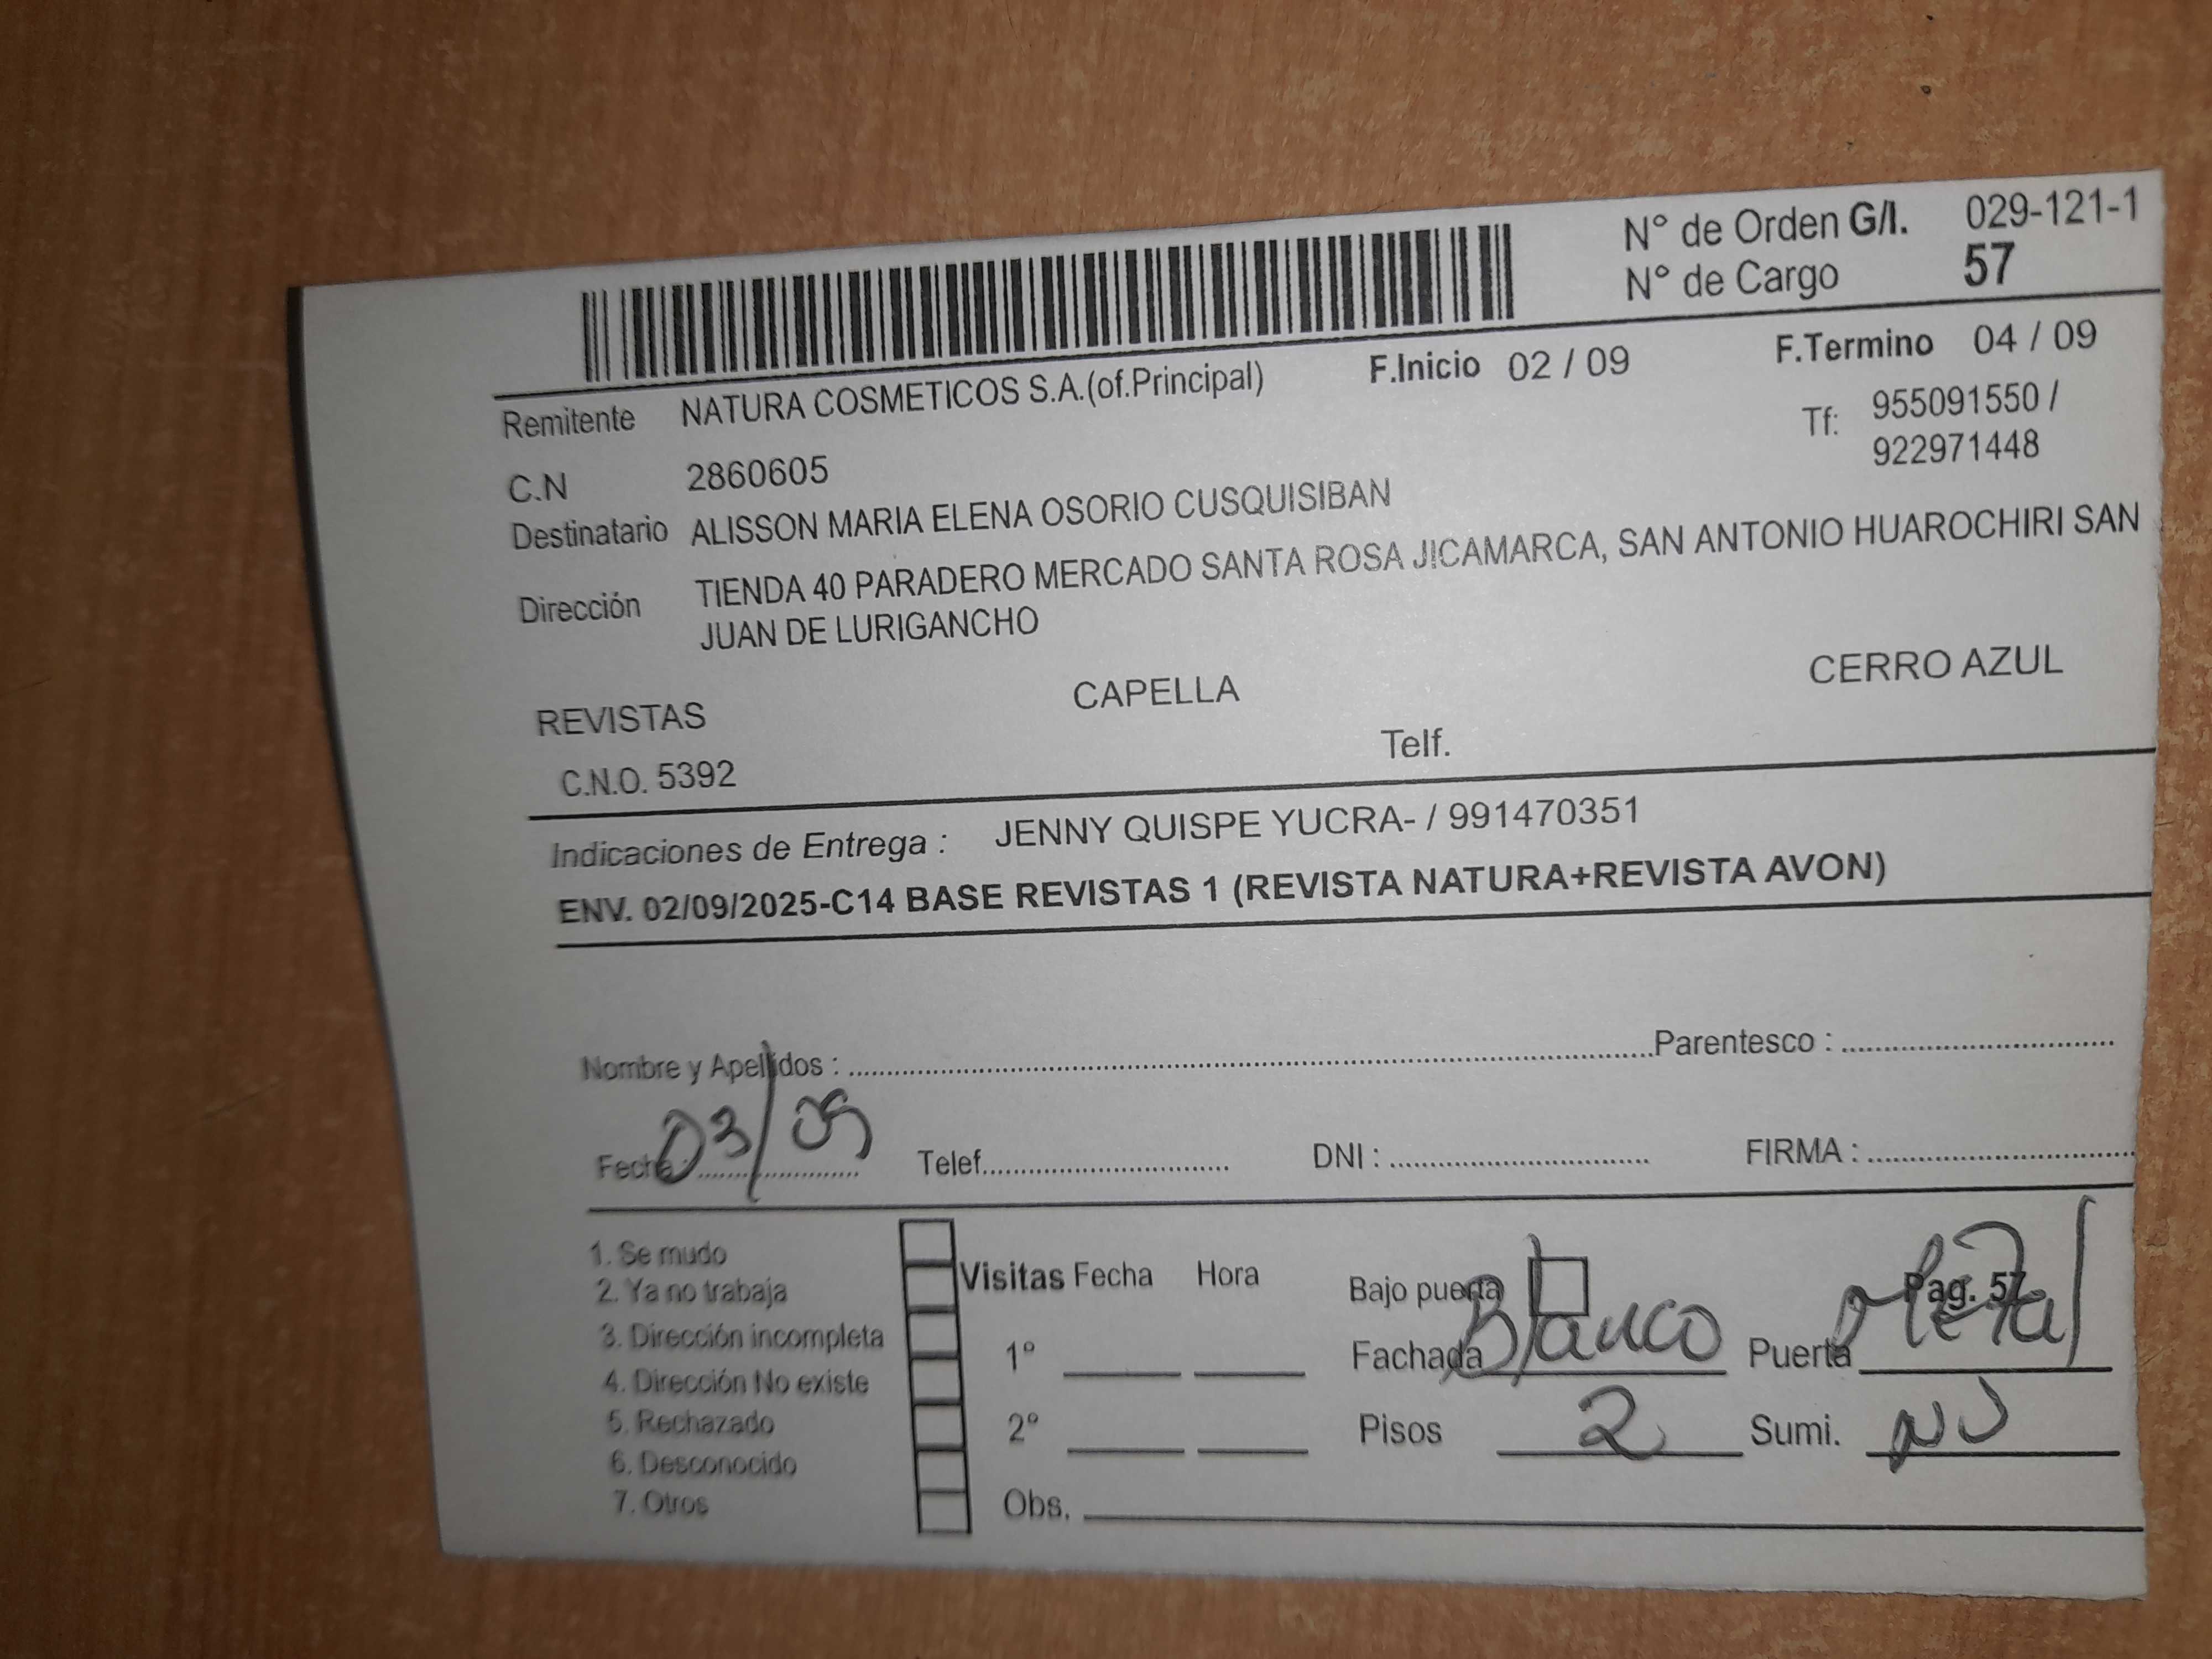 N° de Orden G/I. 029-121-1
N° de Cargo 57
Remitente NATURA COSMETICOS S.A.(of.Principal) F.Inicio 02 / 09 F.Termino 04 / 09
C.N 2860605 Tf: 955091550 /
922971448
Destinatario ALISSON MARIA ELENA OSORIO CUSQUISIBAN
Dirección TIENDA 40 PARADERO MERCADO SANTA ROSA JICAMARCA, SAN ANTONIO HUAROCHIRI SAN
JUAN DE LURIGANCHO
REVISTAS CAPELLA CERRO AZUL
C.N.O. 5392 Telf.
Indicaciones de Entrega : JENNY QUISPE YUCRA- / 991470351
ENV. 02/09/2025-C14 BASE REVISTAS 1 (REVISTA NATURA+REVISTA AVON)
Nombre y Apellidos : Parentesco :
Fecha : 03/09 Telef. DNI : FIRMA :
1. Se mudo
2. Ya no trabaja
3. Dirección incompleta
4. Dirección No existe
5. Rechazado
6. Desconocido
7. Otros
Visitas Fecha Hora
1°
2°
Obs.
Bajo puerta Pag. 57
Fachada Blanco Puerta Metal
Pisos 2 Sumi. NO